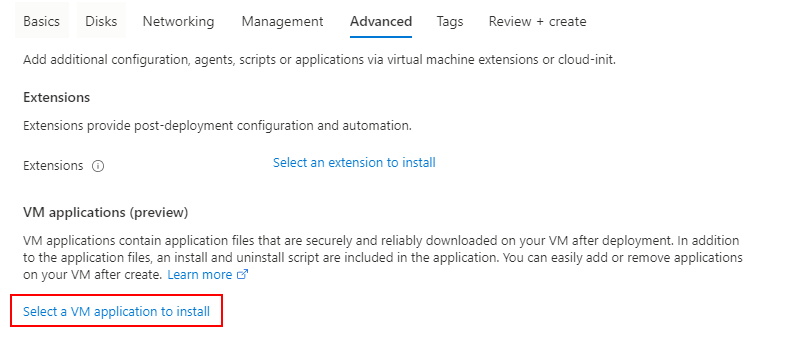 Basics Disks Networking Management Advanced Tags Review + create
Add additional configuration, agents, scripts or applications via virtual machine extensions or cloud-init.
Extensions
Extensions provide post-deployment configuration and automation.
Extensions Select an extension to install
VM applications (preview)
VM applications contain application files that are securely and reliably downloaded on your VM after deployment. In addition
to the application files, an install and uninstall script are included in the application. You can easily add or remove applications
on your VM after create. Learn more
Select a VM application to install